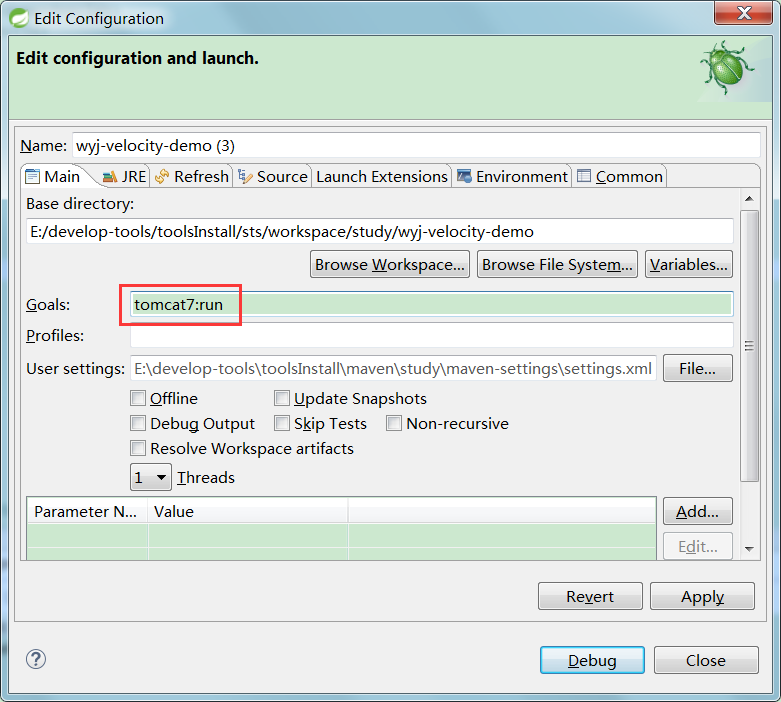 Edit Configuration
Edit configuration and launch.
Name: wyj-velocity-demo (3)
Main JRE Refresh Source Launch Extensions Environment Common
Base directory:
E:/develop-tools/toolsInstall/sts/workspace/study/wyj-velocity-demo
Browse Workspace... Browse File System... Variables...
Goals: tomcat7:run
Profiles:
User settings: E:\develop-tools\toolsInstall\maven\study\maven-settings\settings.xml File...
Offline Update Snapshots
Debug Output Skip Tests Non-recursive
Resolve Workspace artifacts
1 Threads
Parameter N... Value Add...
Edit...
Revert Apply
? Debug Close